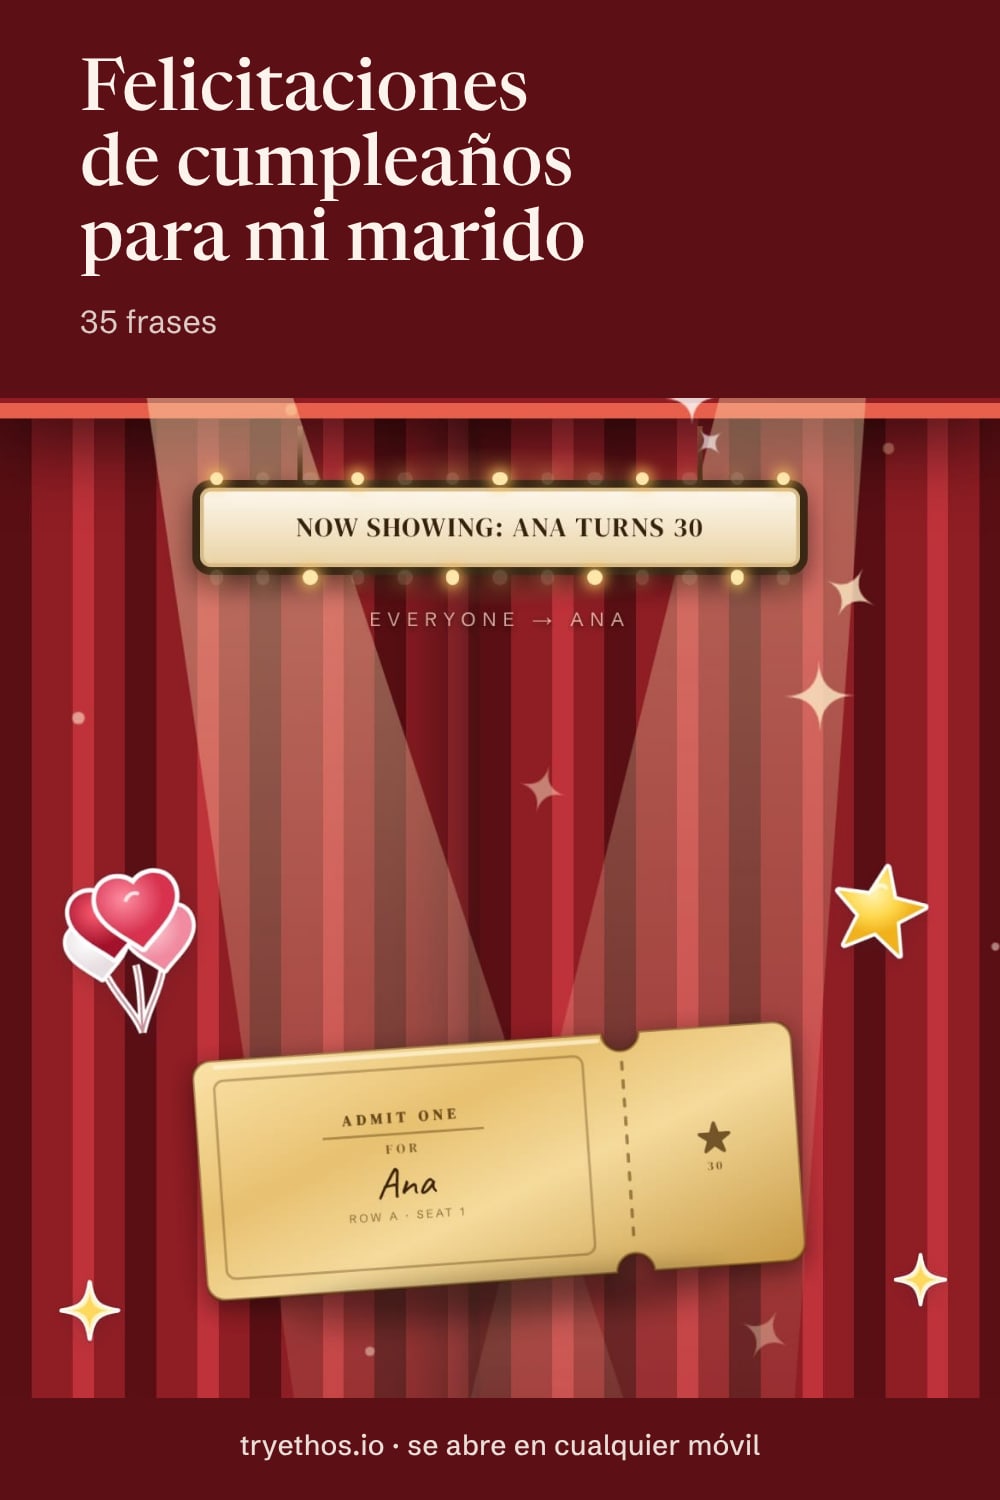 Felicitaciones
de cumpleaños
para mi marido
35 frases
NOW SHOWING: ANA TURNS 30
EVERYONE → ANA
ADMIT ONE
FOR
Ana
ROW A · SEAT 1
30
tryethos.io · se abre en cualquier móvil